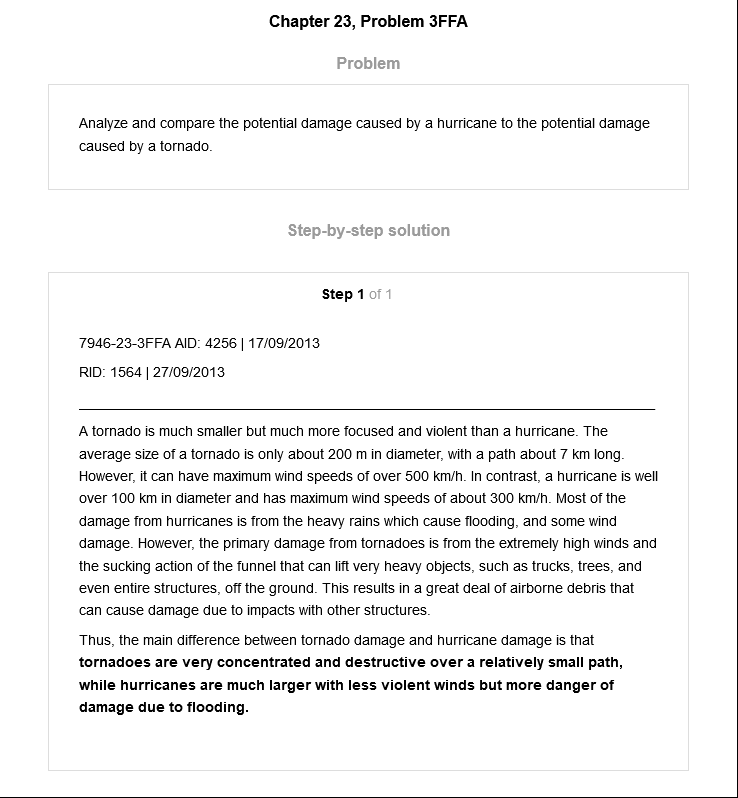 Chapter 23, Problem 3FFA
Problem
Analyze and compare the potential damage caused by a hurricane to the potential damage
caused by a tornado.
Step-by-step solution
Step 1 of 1
7946-23-3FFA AID: 4256 | 17/09/2013
RID: 1564 | 27/09/2013
A tornado is much smaller but much more focused and violent than a hurricane. The
average size of a tornado is only about 200 m in diameter, with a path about 7 km long.
However, it can have maximum wind speeds of over 500 km/h. In contrast, a hurricane is well
over 100 km in diameter and has maximum wind speeds of about 300 km/h. Most of the
damage from hurricanes is from the heavy rains which cause flooding, and some wind
damage. However, the primary damage from tornadoes is from the extremely high winds and
the sucking action of the funnel that can lift very heavy objects, such as trucks, trees, and
even entire structures, off the ground. This results in a great deal of airborne debris that
can cause damage due to impacts with other structures.
Thus, the main difference between tornado damage and hurricane damage is that
tornadoes are very concentrated and destructive over a relatively small path,
while hurricanes are much larger with less violent winds but more danger of
damage due to flooding.